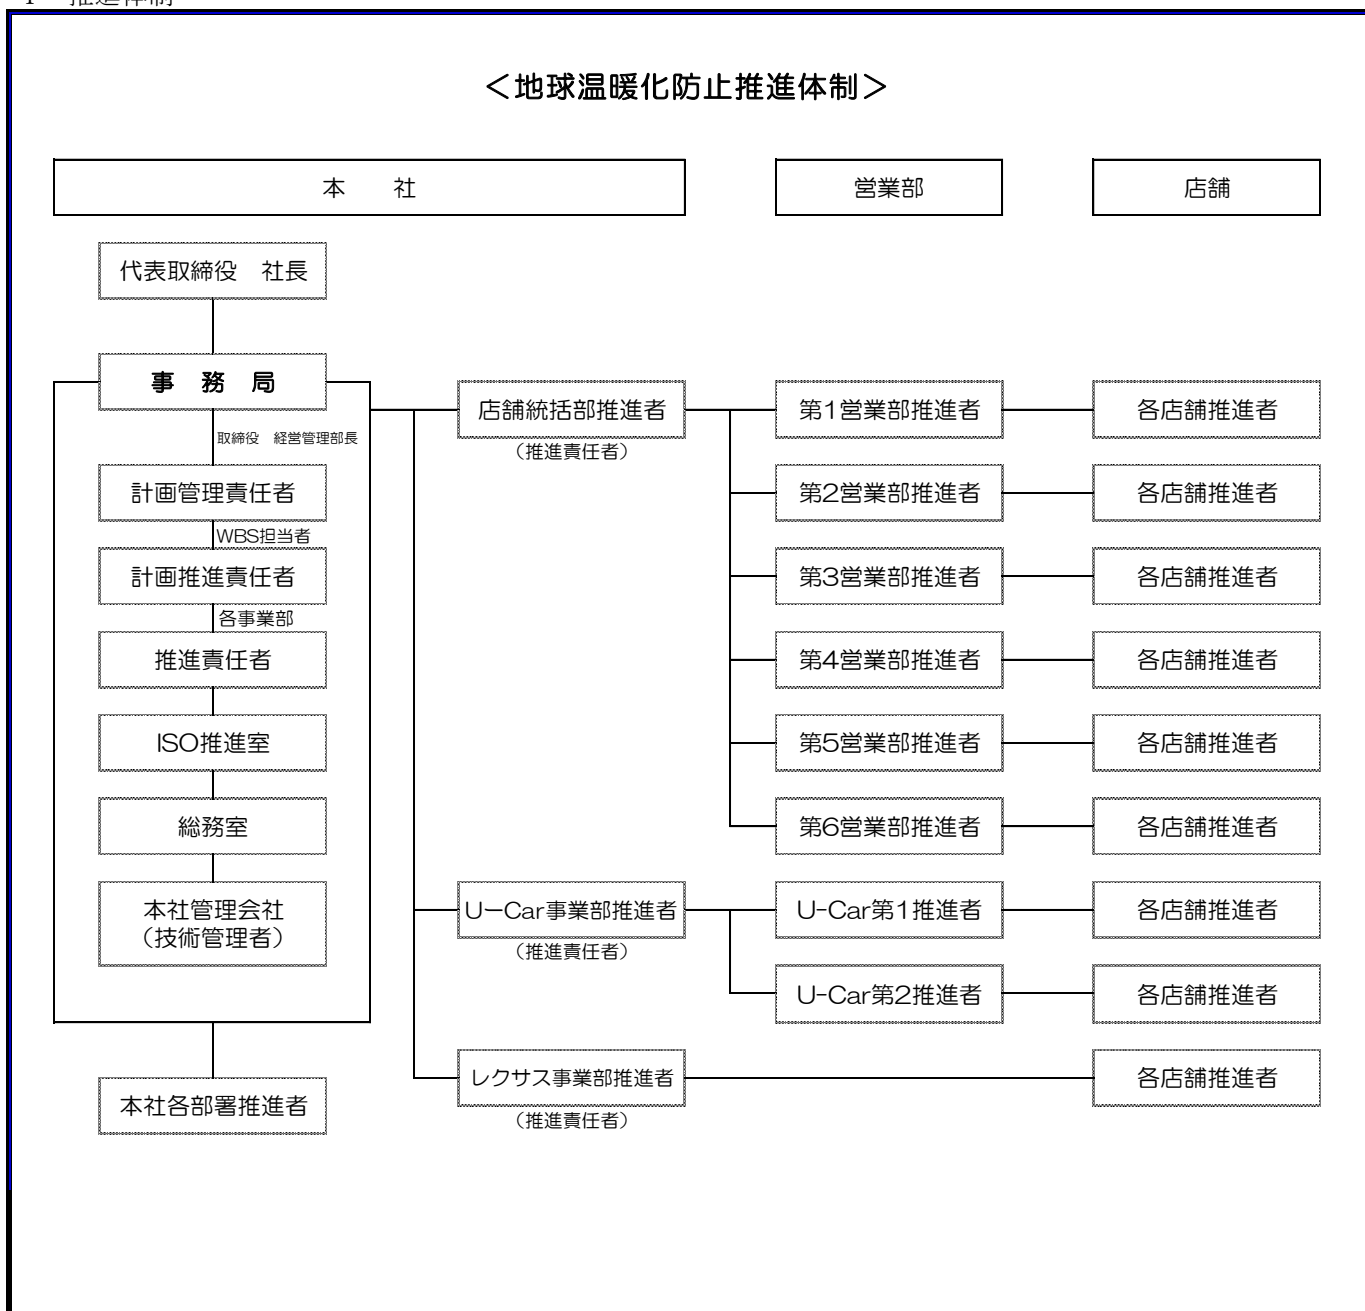 推進体制
＜地球温暖化防止推進体制＞
本　　社
営業部
店舗
代表取締役　社長
事　務　局
取締役　経営管理部長
計画管理責任者
WBS担当者
計画推進責任者
各事業部
推進責任者
ISO推進室
総務室
本社管理会社
（技術管理者）
本社各部署推進者
店舗統括部推進者
（推進責任者）
第1営業部推進者
各店舗推進者
第2営業部推進者
各店舗推進者
第3営業部推進者
各店舗推進者
第4営業部推進者
各店舗推進者
第5営業部推進者
各店舗推進者
第6営業部推進者
各店舗推進者
UーCar事業部推進者
（推進責任者）
U-Car第1推進者
各店舗推進者
U-Car第2推進者
各店舗推進者
レクサス事業部推進者
（推進責任者）
各店舗推進者